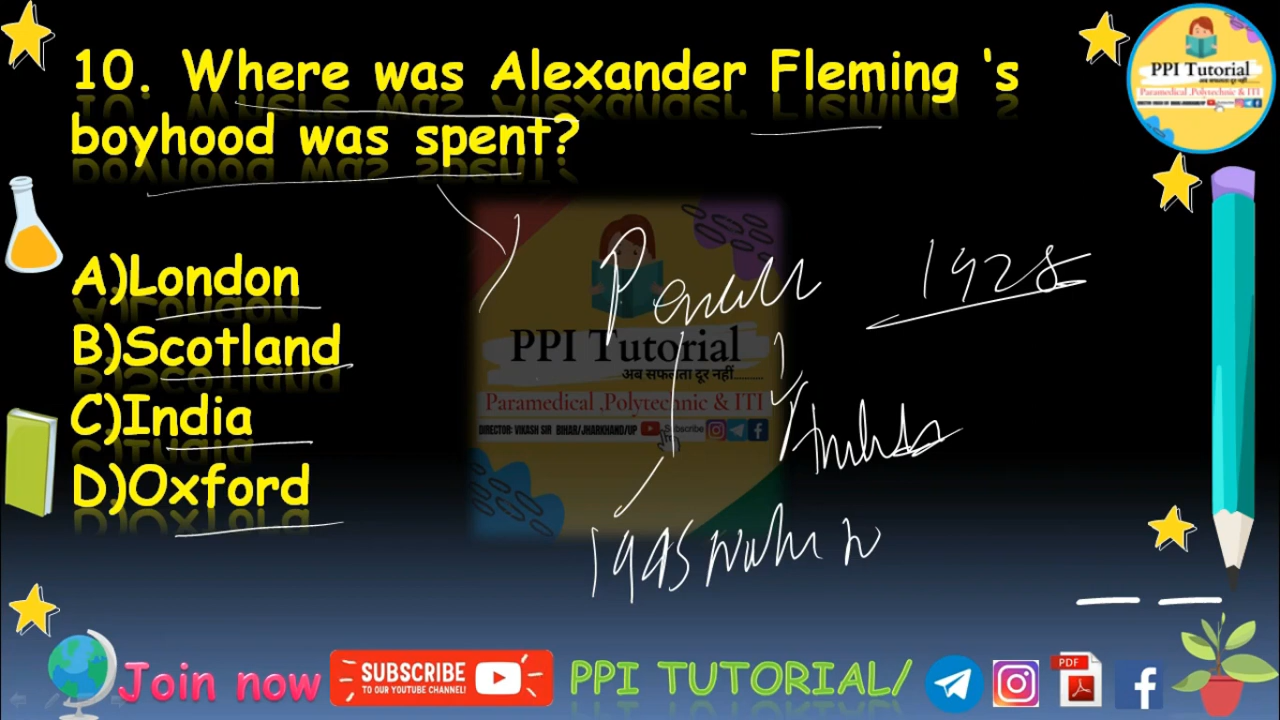 10. Where was Alexander Fleming 's
boyhood was spent?
PPI Tutorial
Paramedical ,Polytechnic & ITI
A)London
B)Scotland
C)India
D)Oxford
1928
PPI Tutorial
अब सफलता दूर नहीं..........
Paramedical ,Polytechnic & ITI
DIRECTOR: VIKASH SIR BIHAR/JHARKHAND/UP Subscribe
1945
Join now
SUBSCRIBE
TO OUR YOUTUBE CHANNEL!
PPI TUTORIAL/
PDF